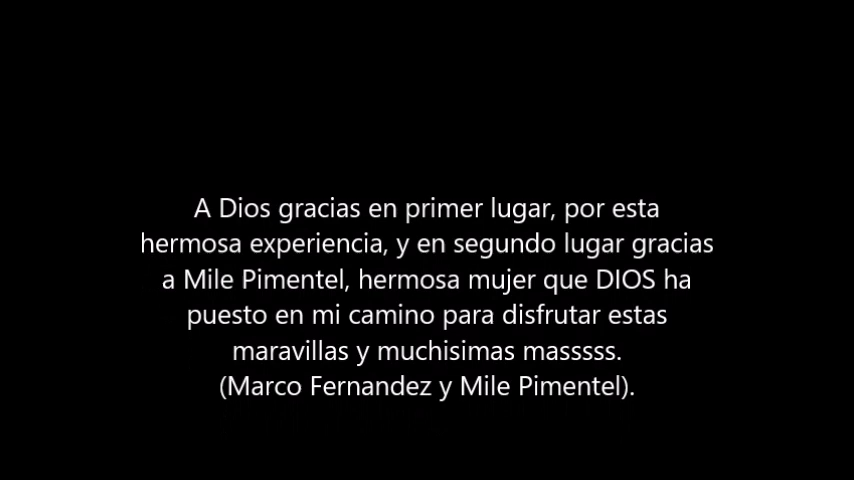 A Dios gracias en primer lugar, por esta
hermosa experiencia, y en segundo lugar gracias
a Mile Pimentel, hermosa mujer que DIOS ha
puesto en mi camino para disfrutar estas
maravillas y muchisimas masssss.
(Marco Fernandez y Mile Pimentel).